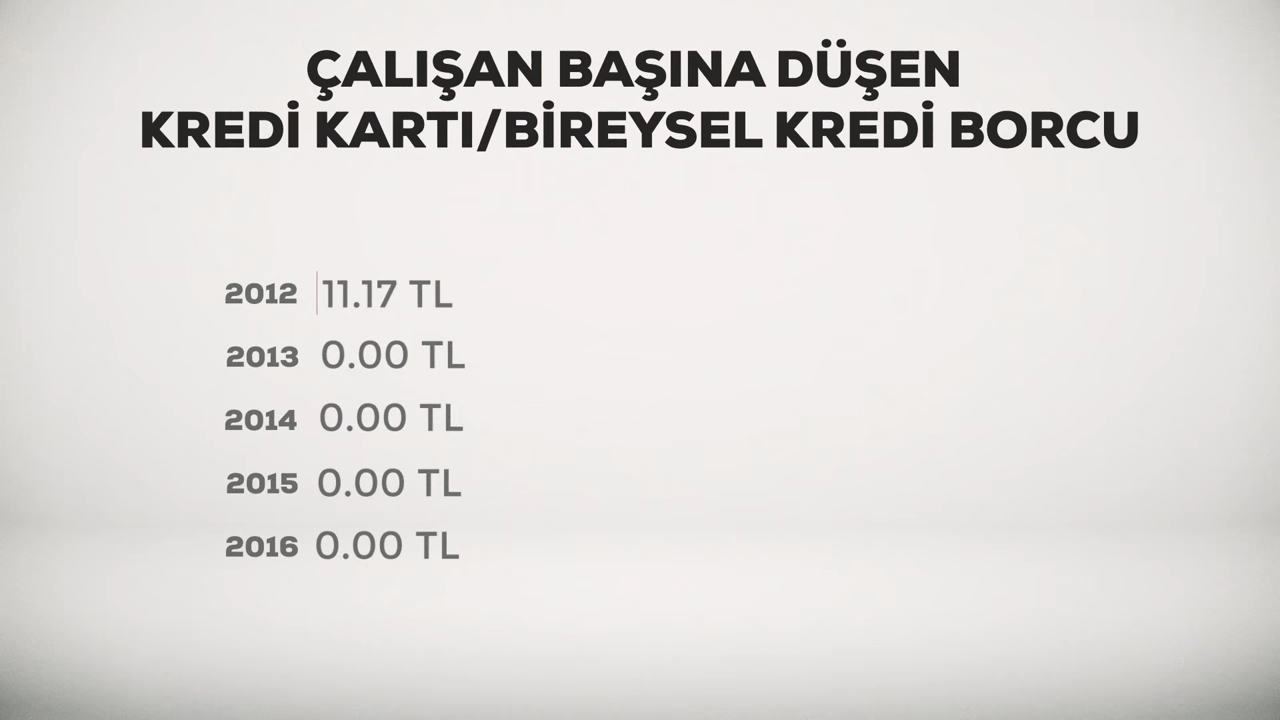 ÇALIŞAN BAŞINA DÜŞEN
KREDİ KARTI/BİREYSEL KREDİ BORCU
2012 11.17 TL
2013 0.00 TL
2014 0.00 TL
2015 0.00 TL
2016 0.00 TL